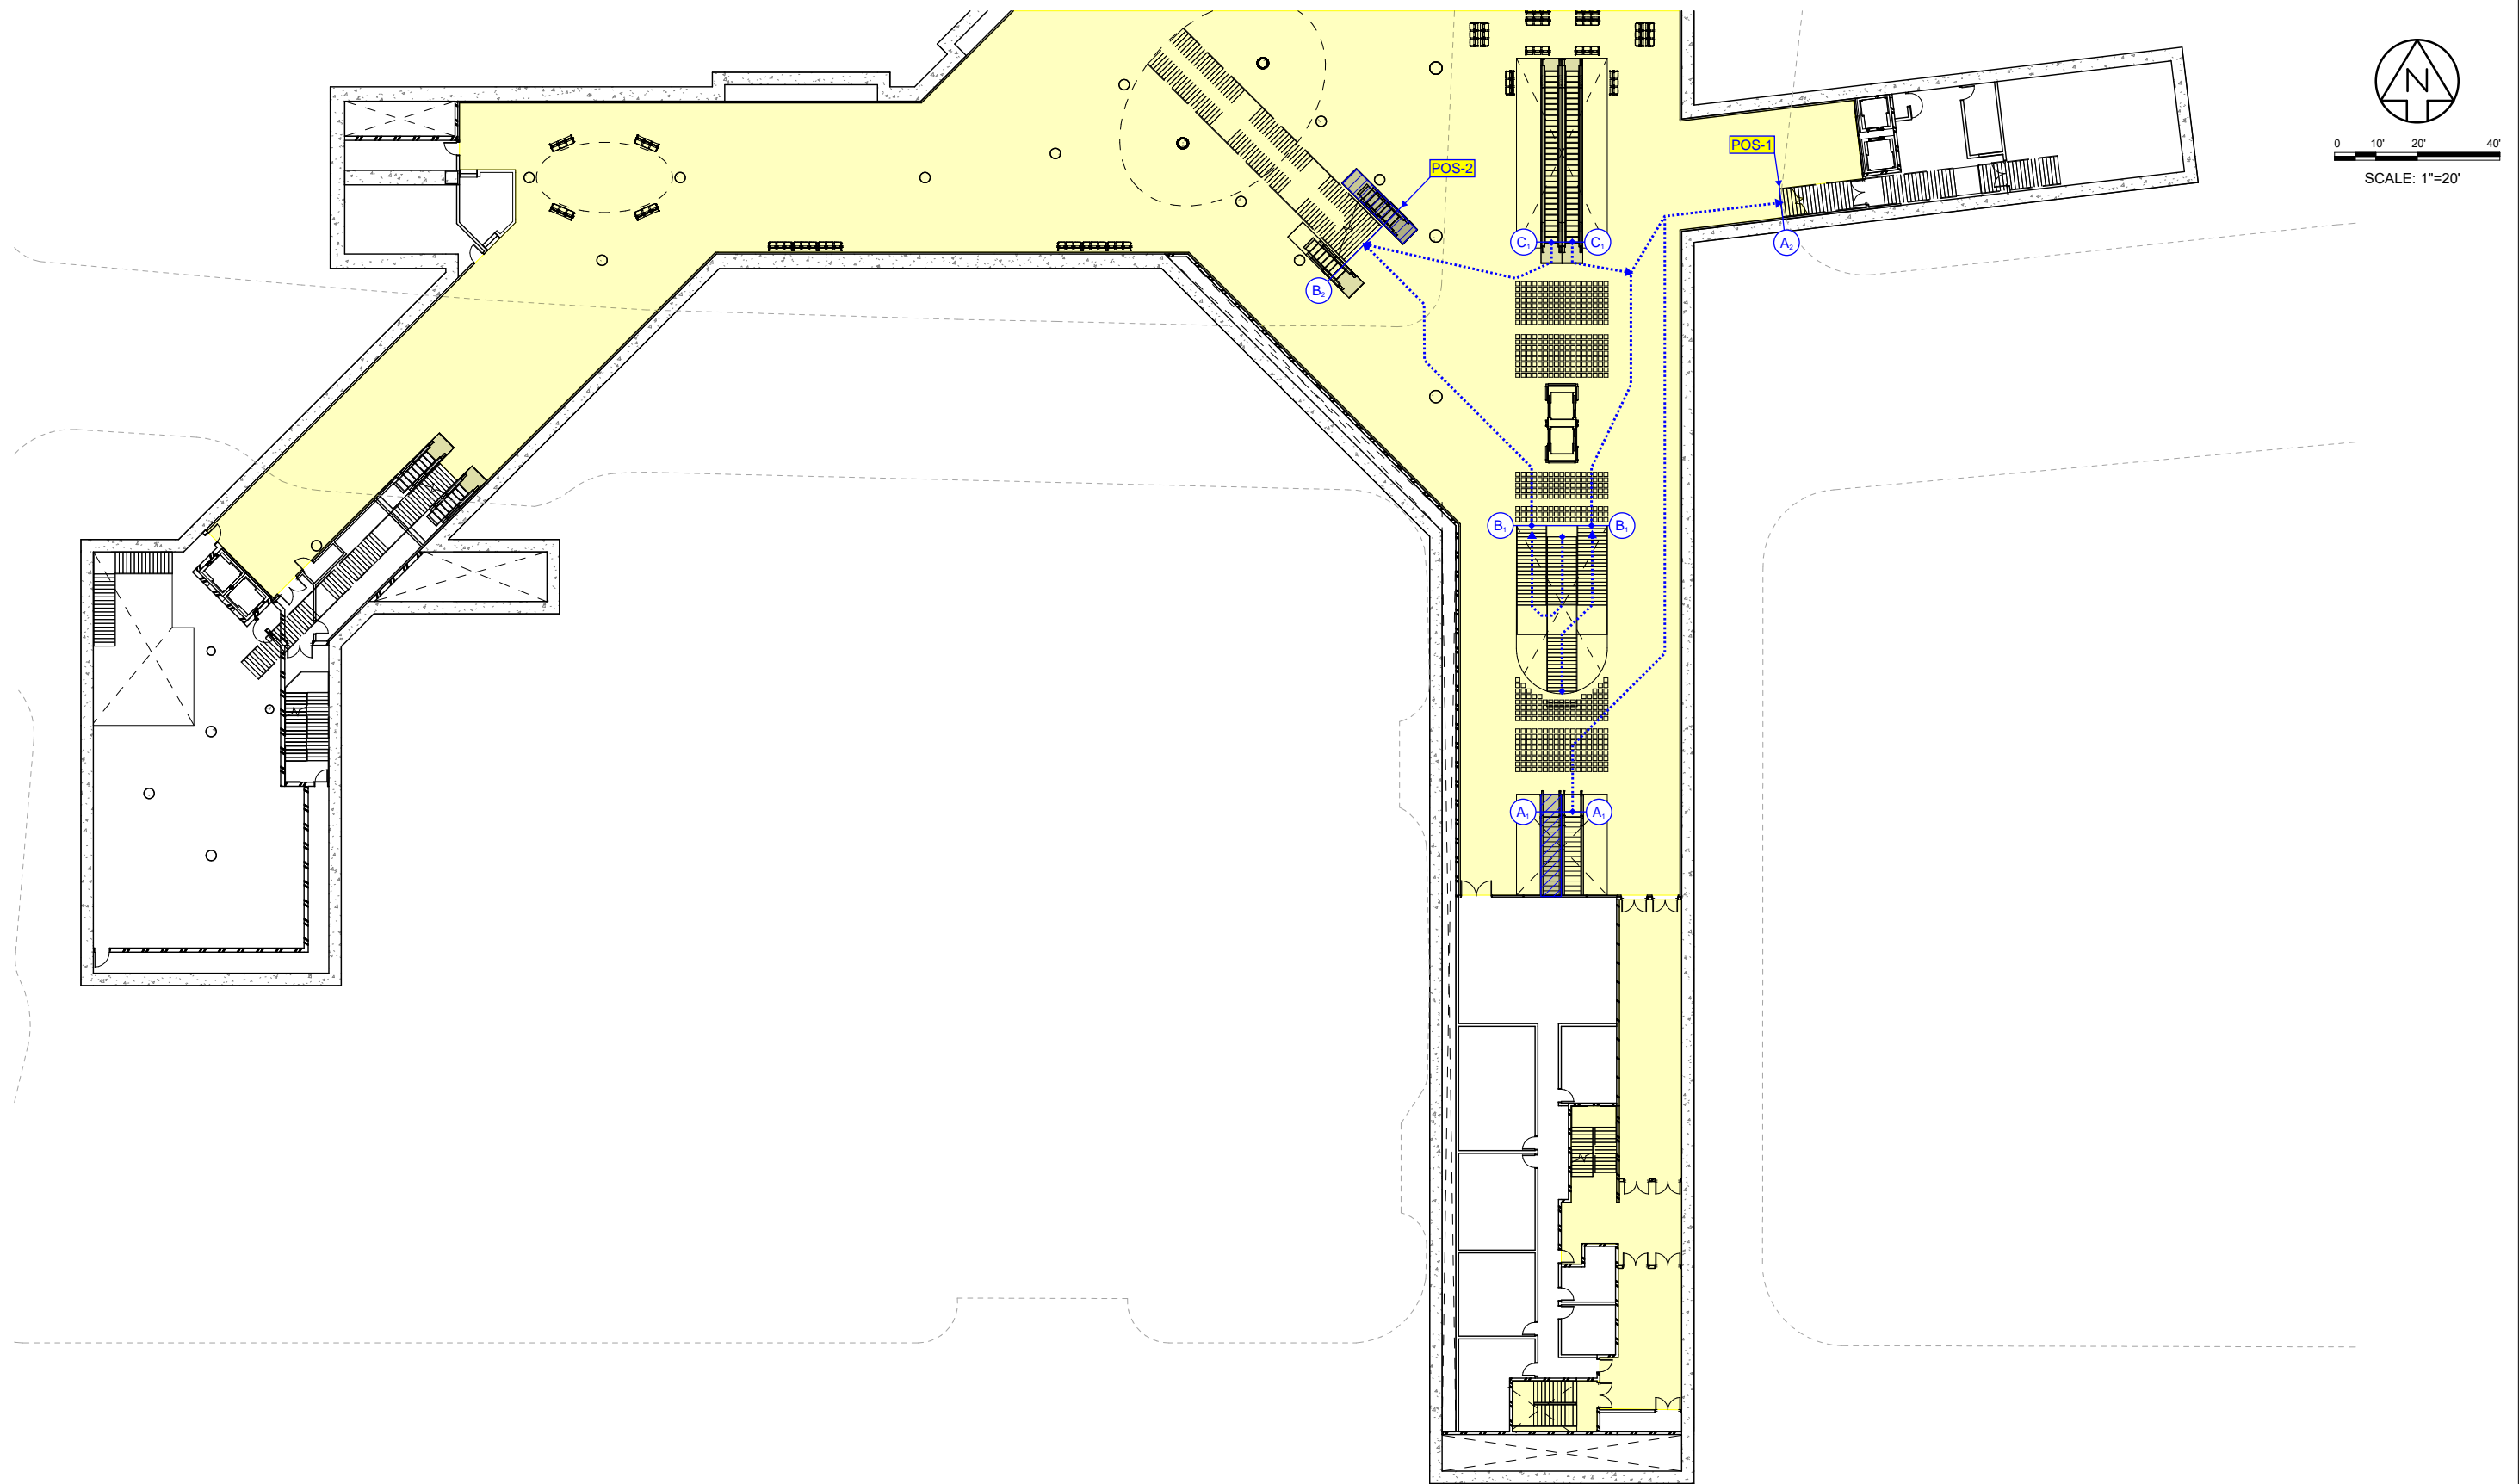 N
0 10' 20' 40'
SCALE: 1"=20'
POS-1
POS-2
C₁ C₁
A₂
B₂
B₁ B₁
A₁ A₁